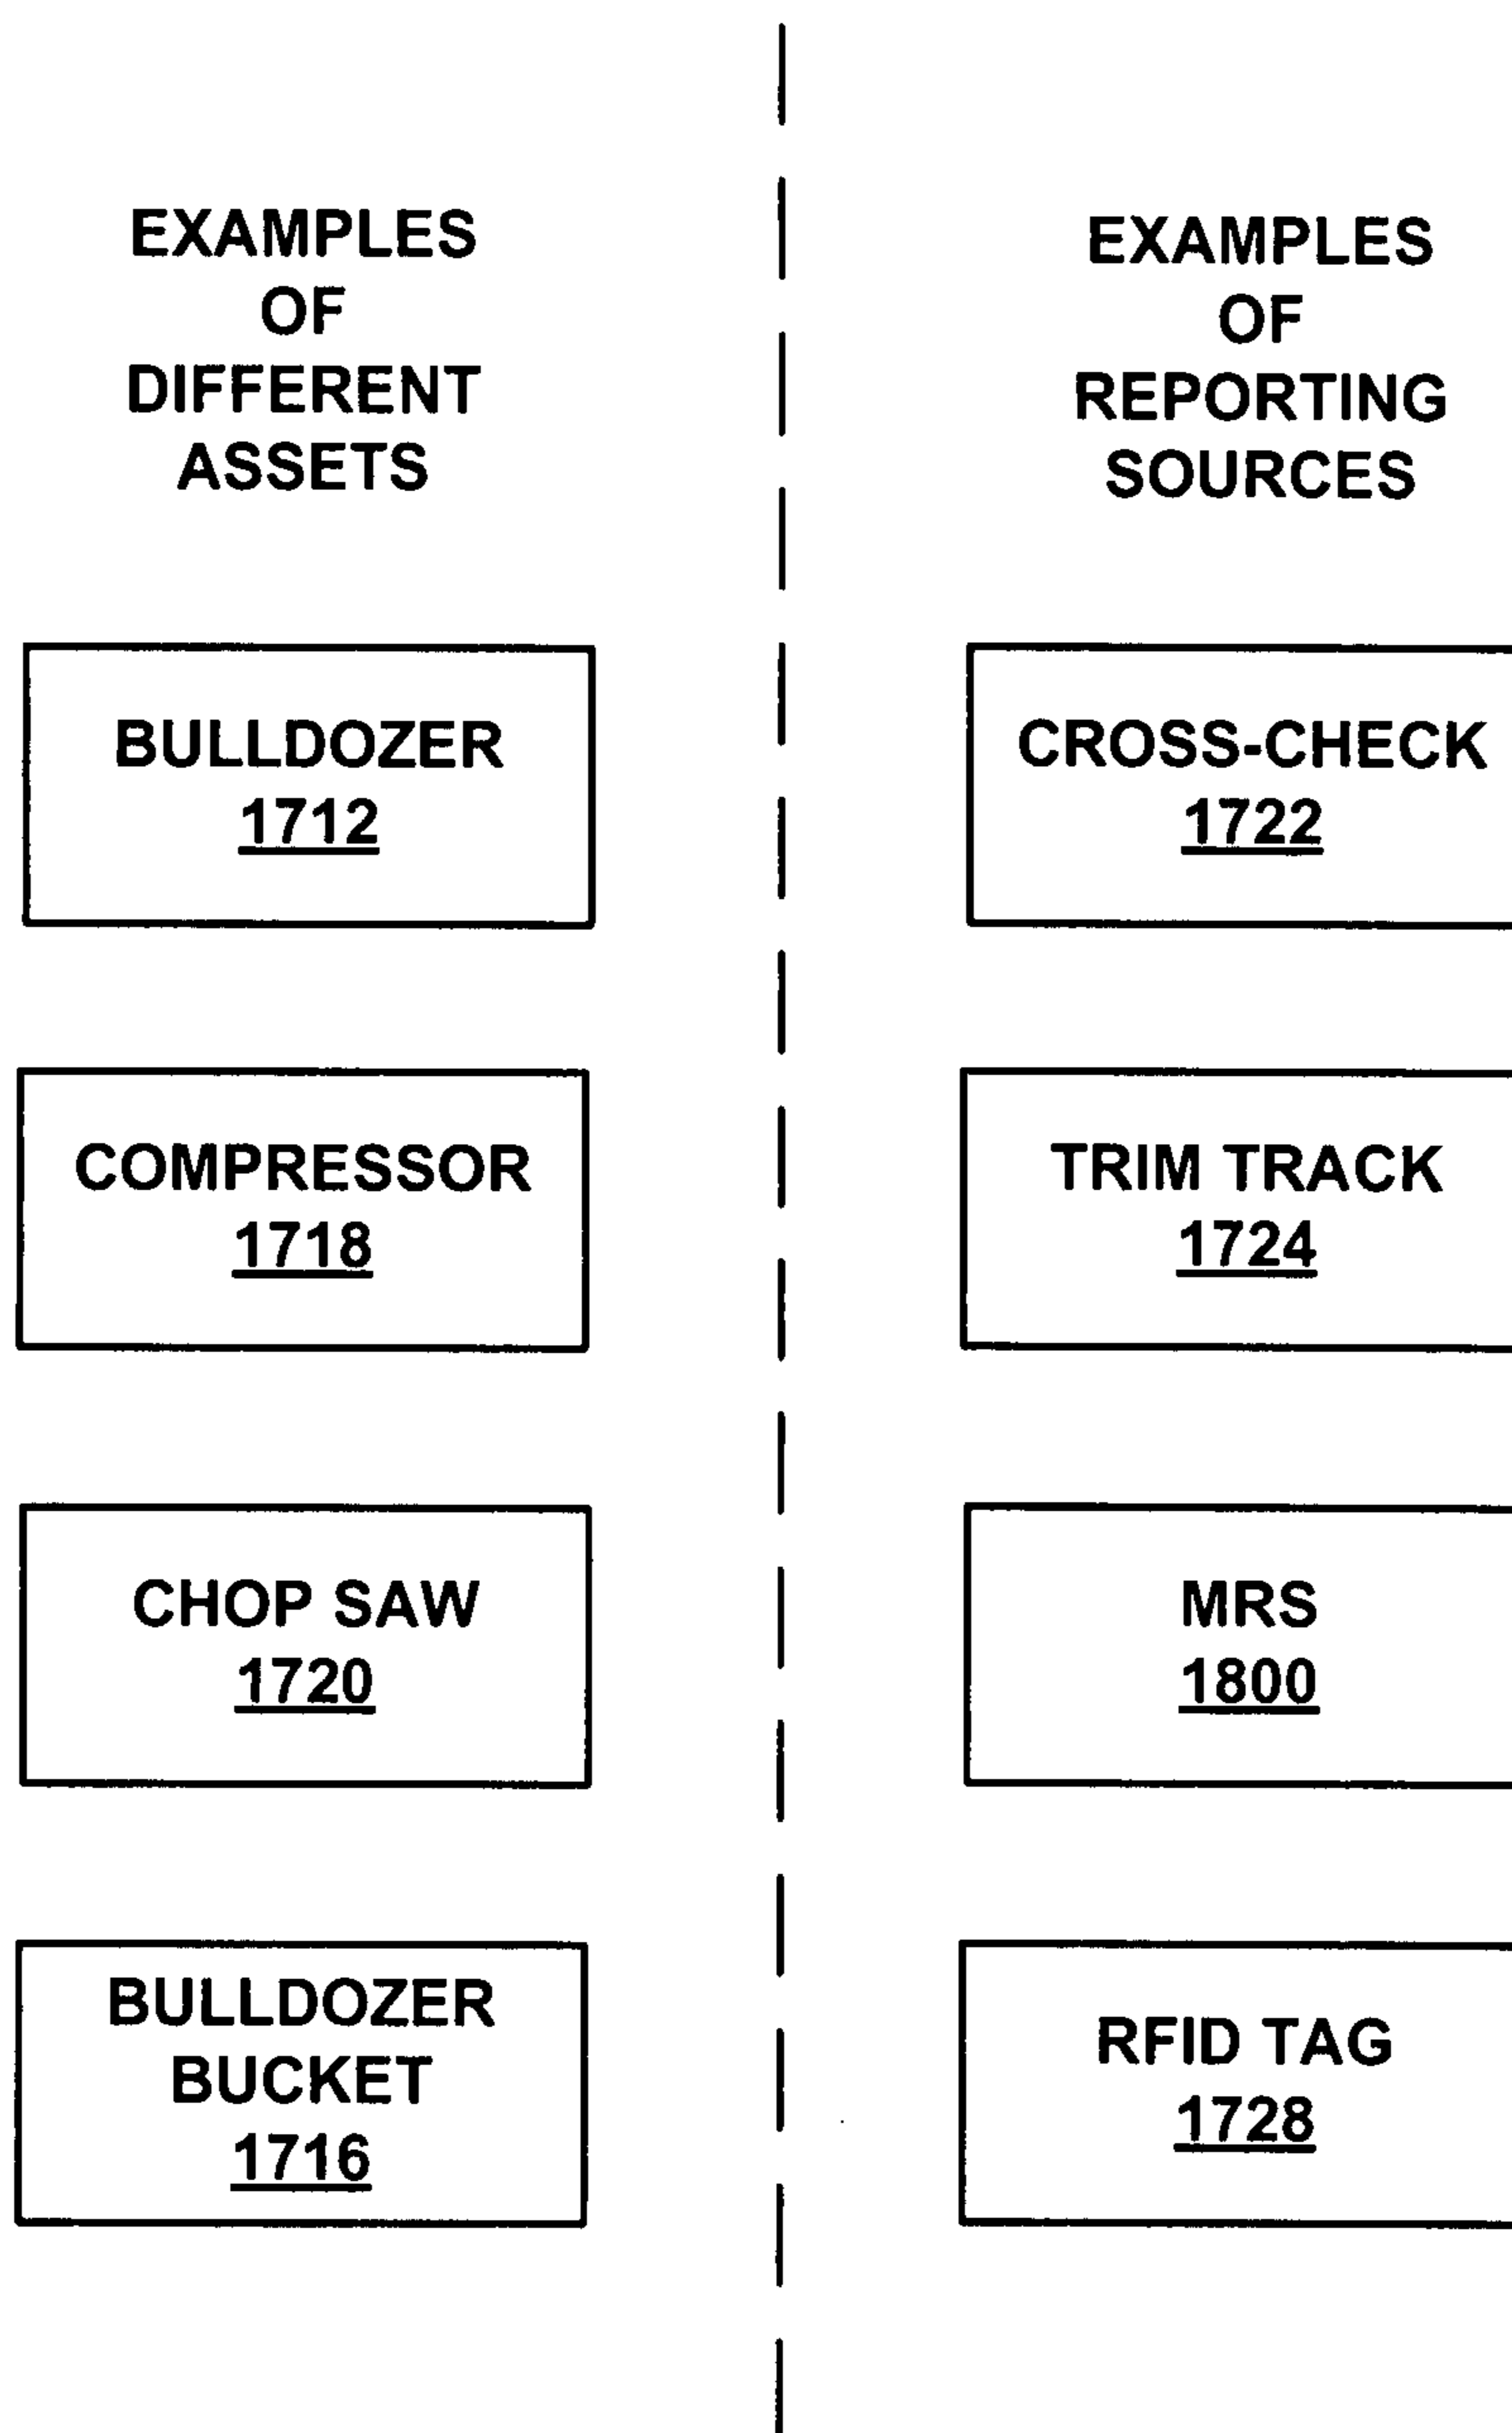 EXAMPLES
OF
DIFFERENT
ASSETS
BULLDOZER
1712
COMPRESSOR
1718
CHOP SAW
1720
BULLDOZER
BUCKET
1716
EXAMPLES
OF
REPORTING
SOURCES
CROSS-CHECK
1722
TRIM TRACK
1724
MRS
1800
RFID TAG
1728